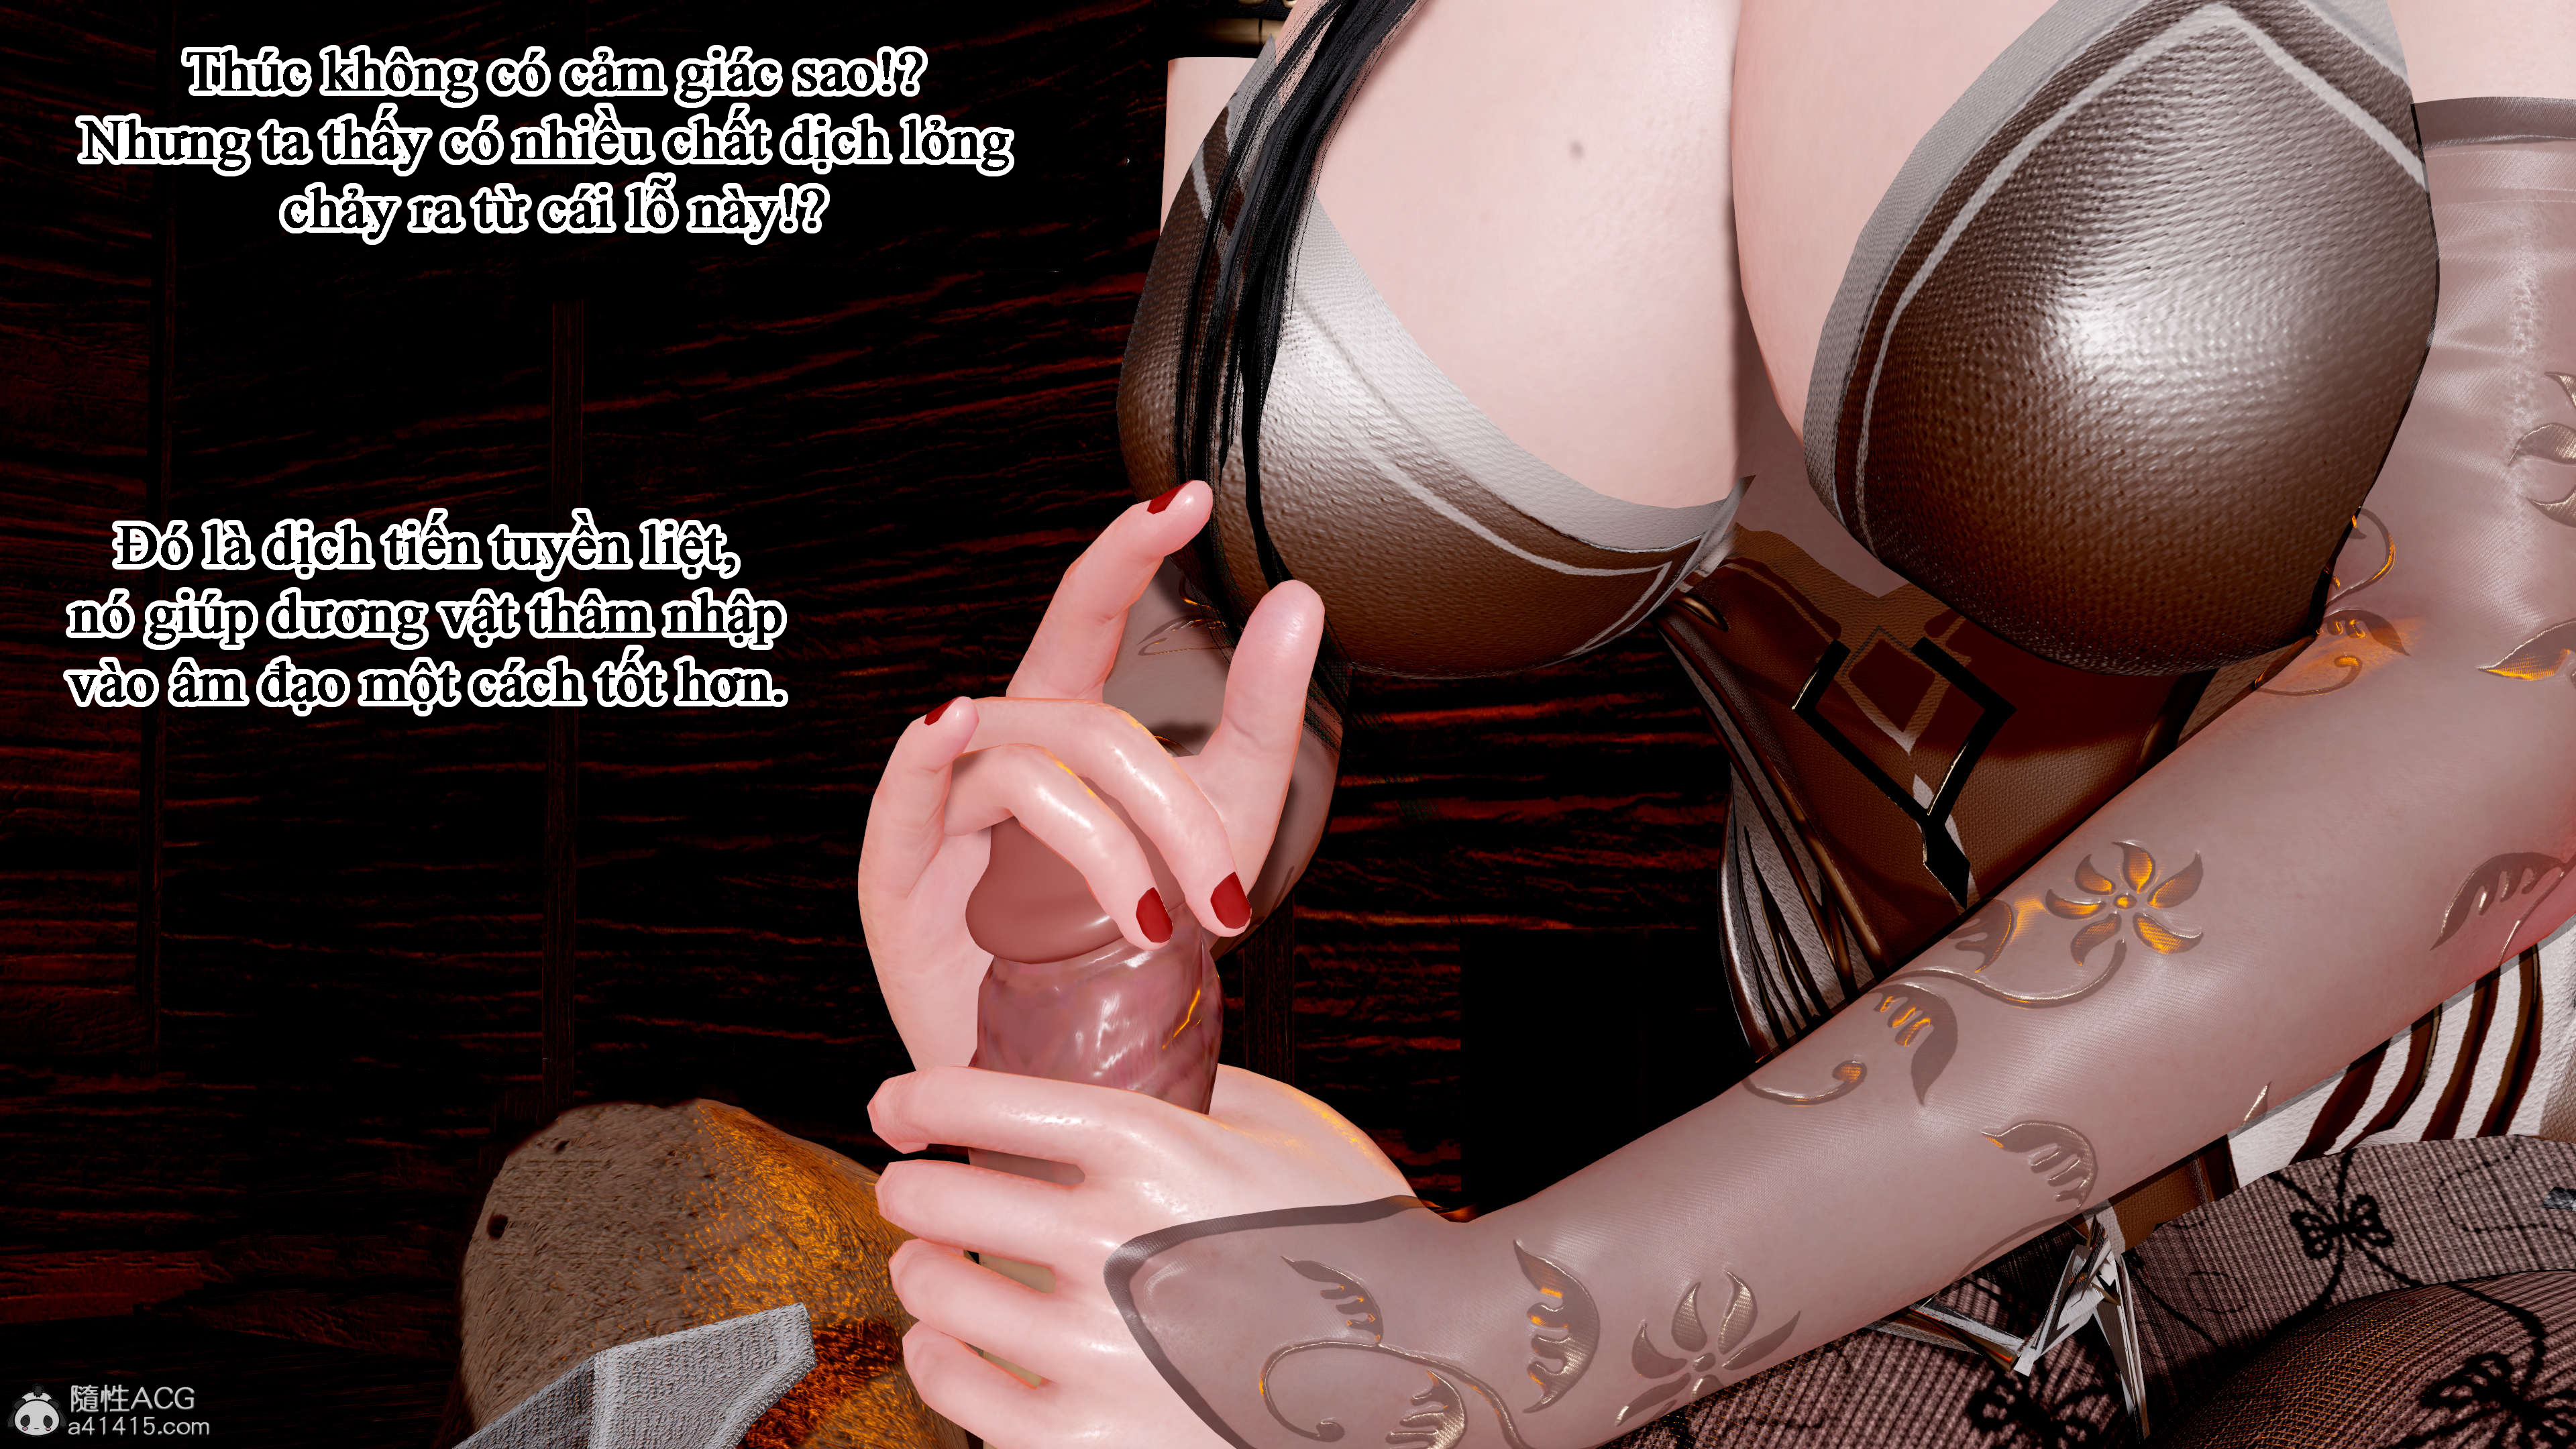 Thúc không có cảm giác sao!?
Nhưng ta thấy có nhiều chất dịch lỏng
chảy ra từ cái lỗ này!?
Đó là dịch tiến tuyền liệt,
nó giúp dương vật thâm nhập
vào âm đạo một cách tốt hơn.
隨性ACG
a41415.com